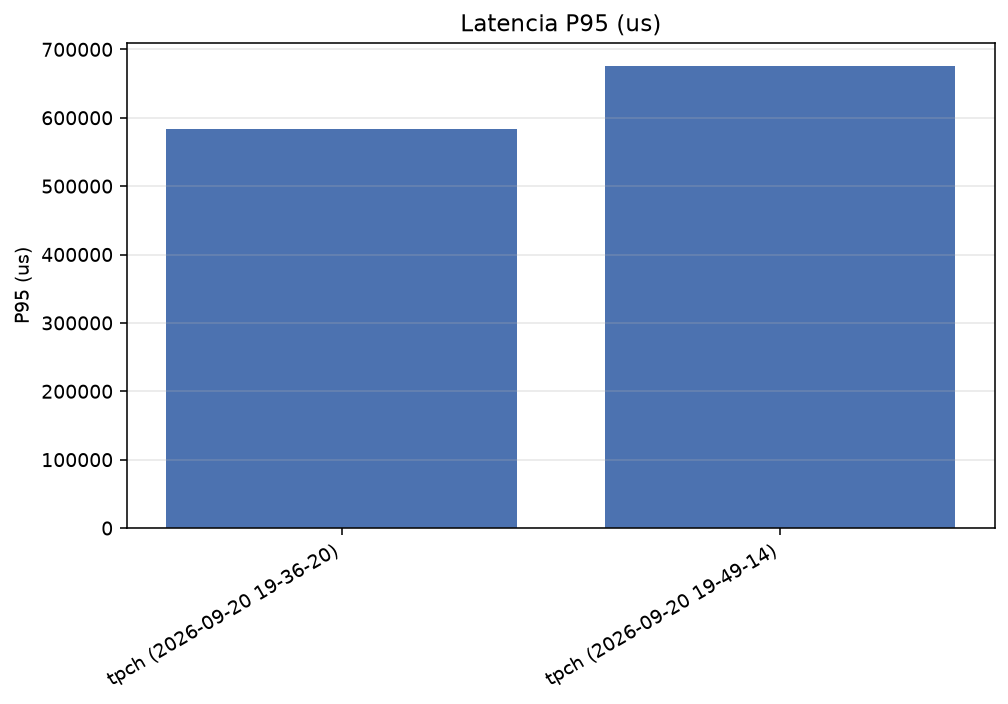 Latencia P95 (us)
700000
600000
500000
400000
300000
200000
100000
0
P95 (us)
tpch (2026-09-20 19-36-20)
tpch (2026-09-20 19-49-14)